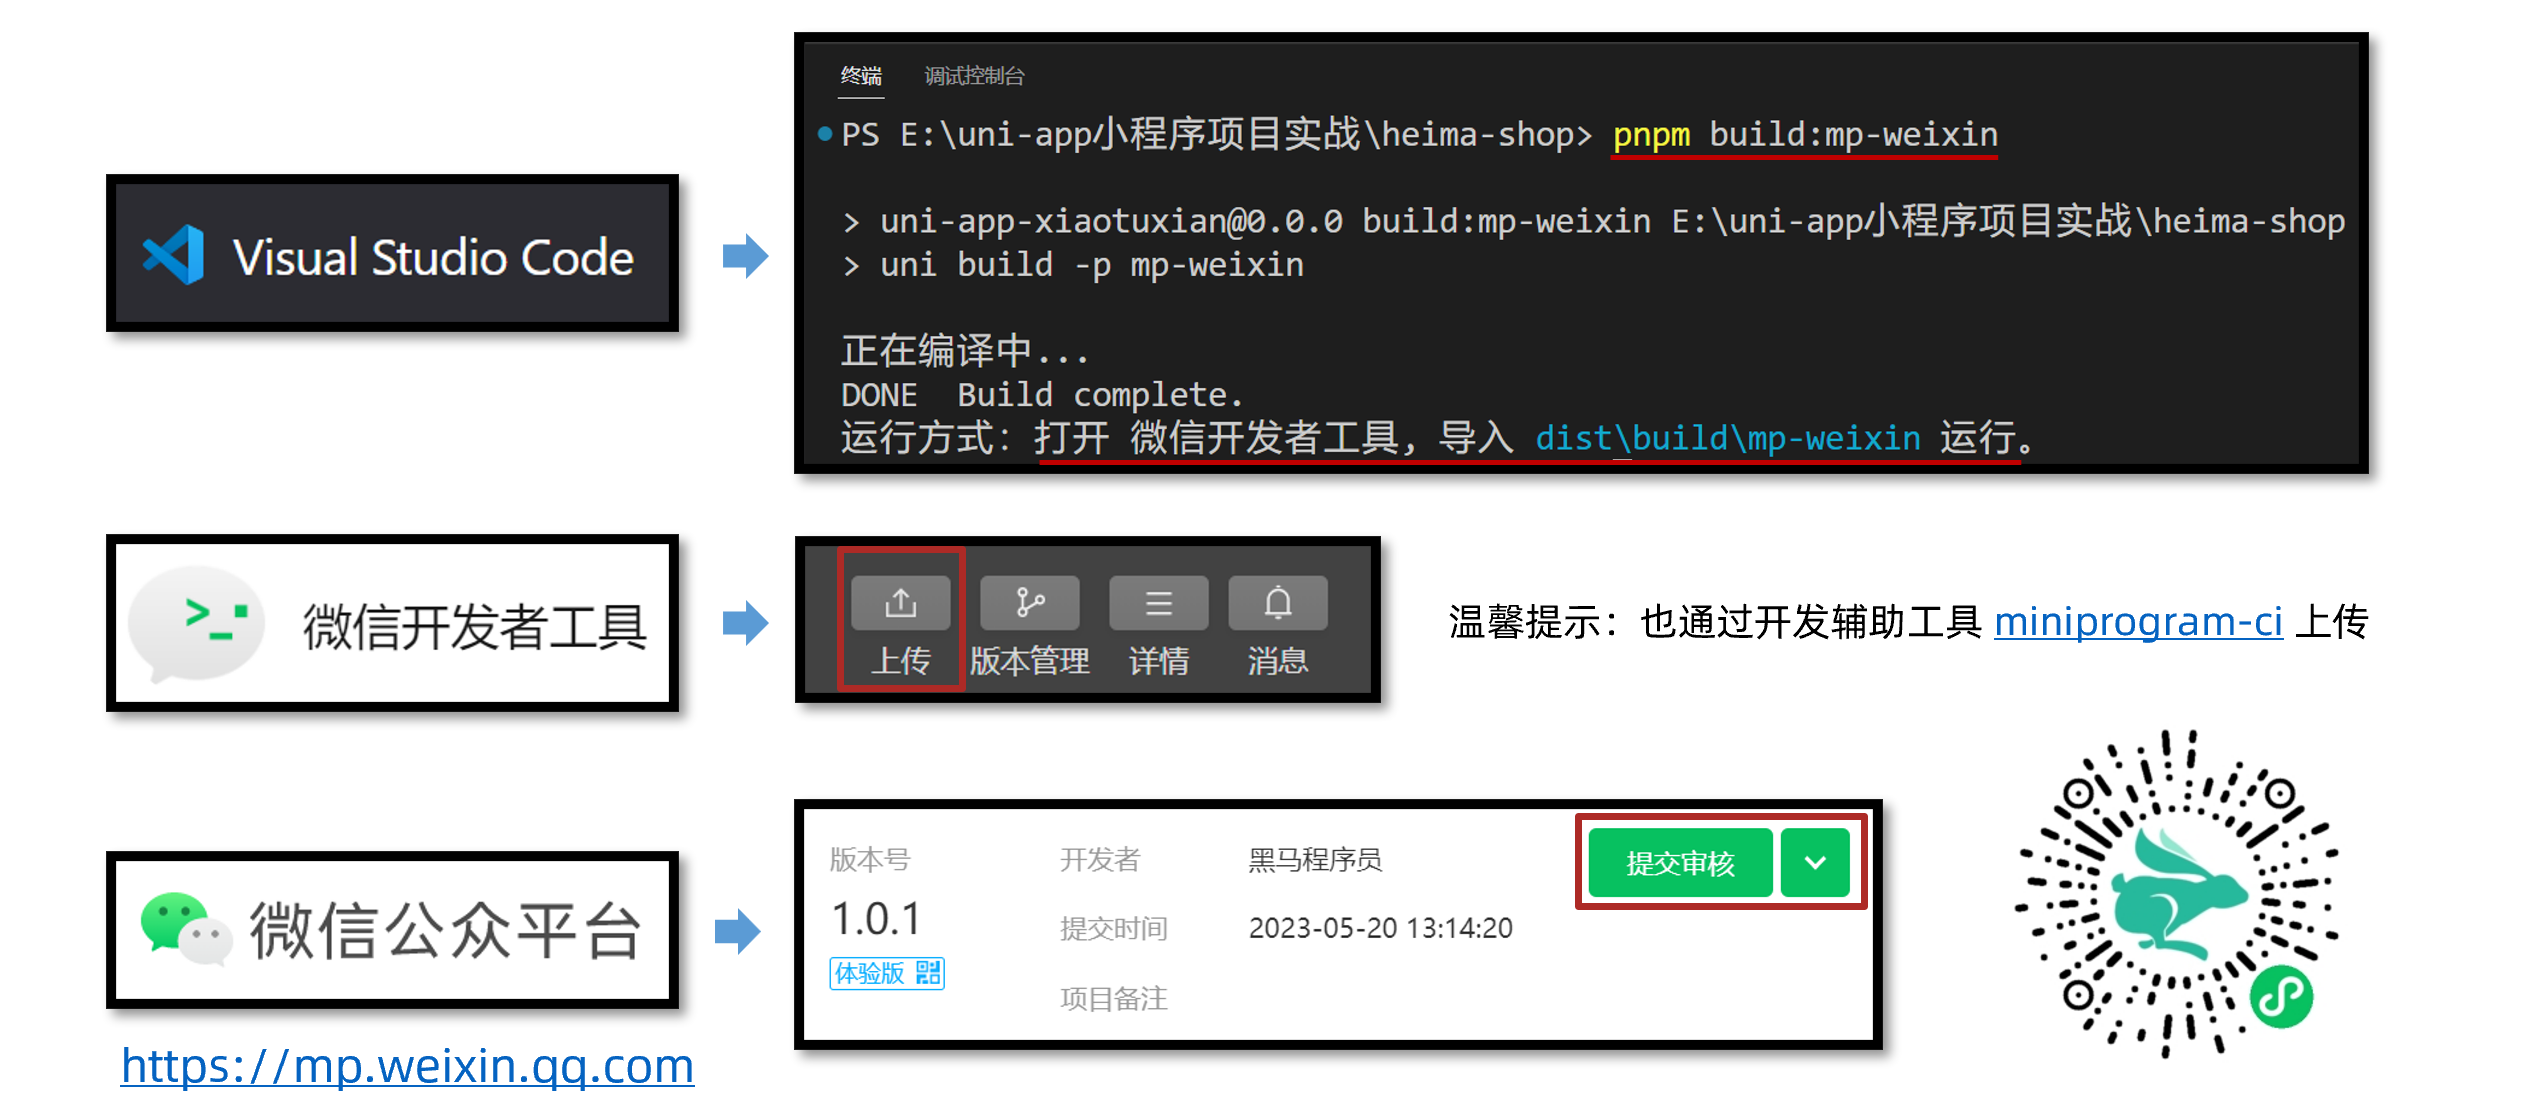 终端 调试控制台
PS E:\uni-app小程序项目实战\heima-shop> pnpm build:mp-weixin
> uni-app-xiaotuxian@0.0.0 build:mp-weixin E:\uni-app小程序项目实战\heima-shop
> uni build -p mp-weixin
正在编译中...
DONE  Build complete.
运行方式：打开 微信开发者工具，导入 dist\build\mp-weixin 运行。
Visual Studio Code
微信开发者工具
上传 版本管理 详情 消息
温馨提示：也通过开发辅助工具 miniprogram-ci 上传
微信公众平台
https://mp.weixin.qq.com
版本号 开发者 黑马程序员 提交审核
1.0.1 提交时间 2023-05-20 13:14:20
体验版
项目备注